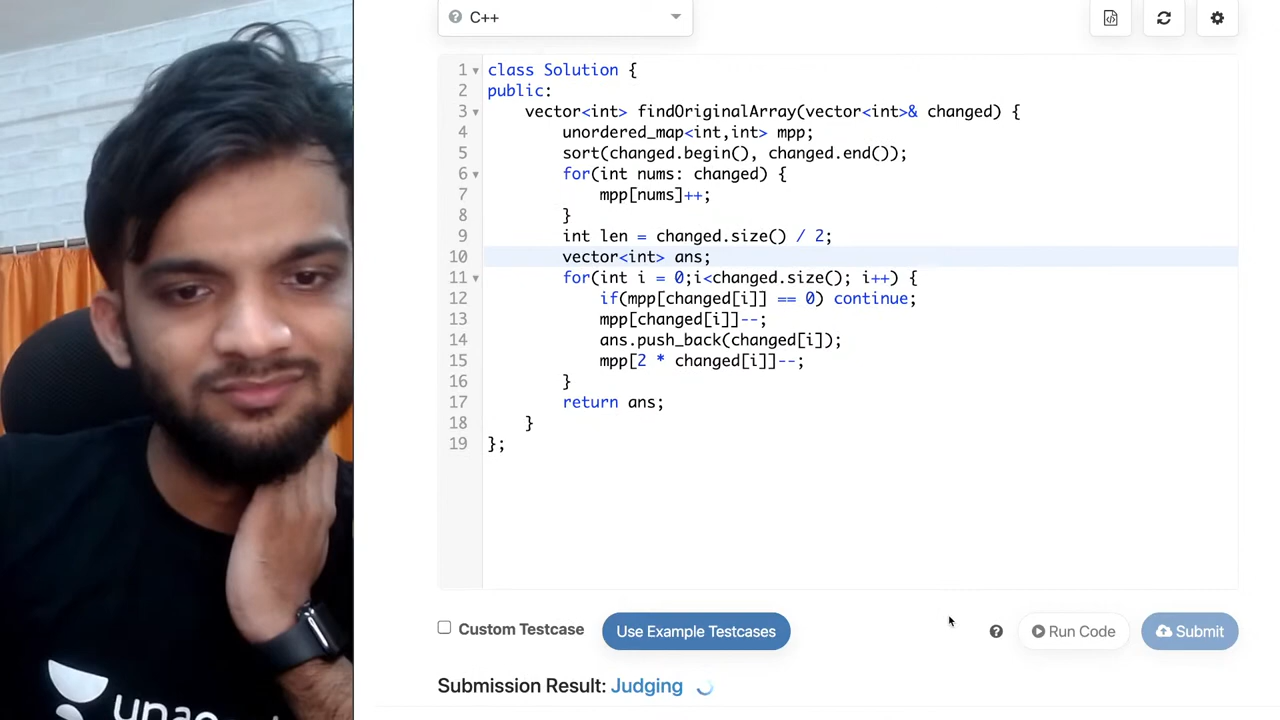 C++
1 class Solution {
2 public:
3 vector<int> findOriginalArray(vector<int>& changed) {
4 unordered_map<int,int> mpp;
5 sort(changed.begin(), changed.end());
6 for(int nums: changed) {
7 mpp[nums]++;
8 }
9 int len = changed.size() / 2;
10 vector<int> ans;
11 for(int i = 0;i<changed.size(); i++) {
12 if(mpp[changed[i]] == 0) continue;
13 mpp[changed[i]]--;
14 ans.push_back(changed[i]);
15 mpp[2 * changed[i]]--;
16 }
17 return ans;
18 }
19 };
Custom Testcase Use Example Testcases Run Code Submit
Submission Result: Judging